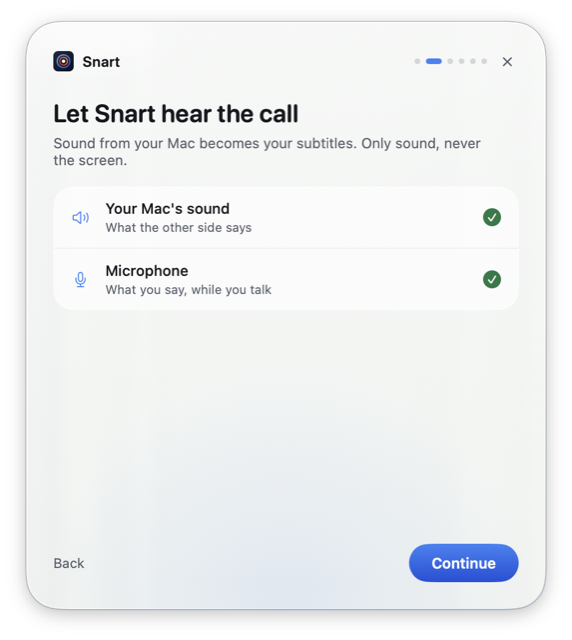 Snart
Let Snart hear the call
Sound from your Mac becomes your subtitles. Only sound, never
the screen.
Your Mac's sound
What the other side says
Microphone
What you say, while you talk
Back
Continue